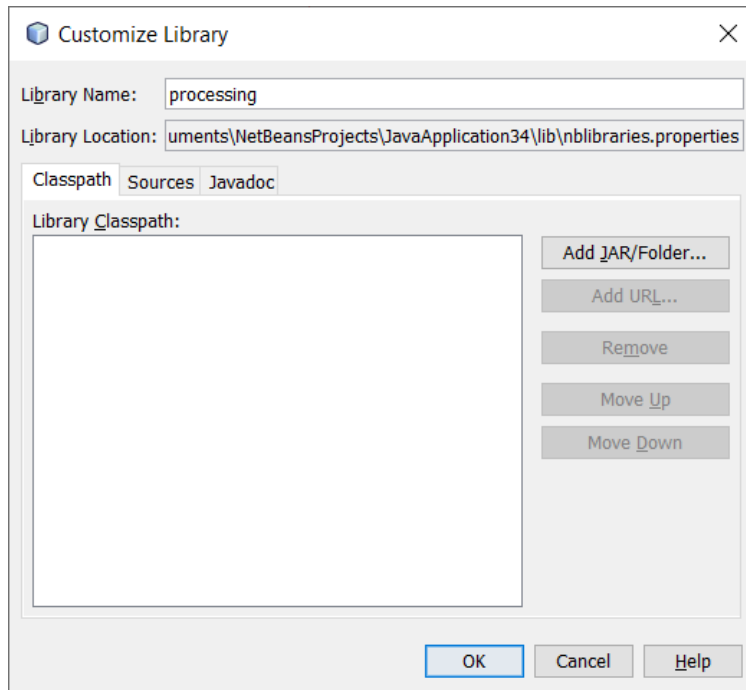 Customize Library
Library Name: processing
Library Location: uments\NetBeansProjects\JavaApplication34\lib\nblibraries.properties
Classpath Sources Javadoc
Library Classpath:
Add JAR/Folder...
Add URL...
Remove
Move Up
Move Down
OK Cancel Help